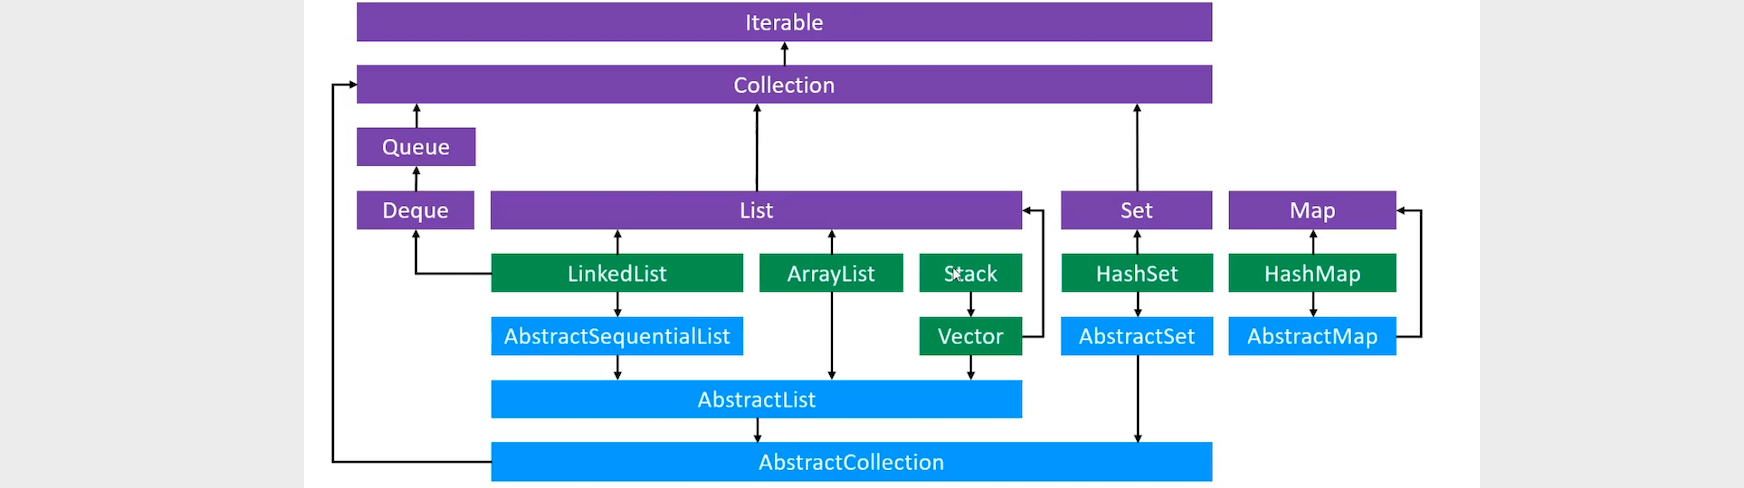 Iterable
Collection
Queue
Deque
List
Set
Map
LinkedList
ArrayList
Stack
HashSet
HashMap
AbstractSequentialList
Vector
AbstractSet
AbstractMap
AbstractList
AbstractCollection